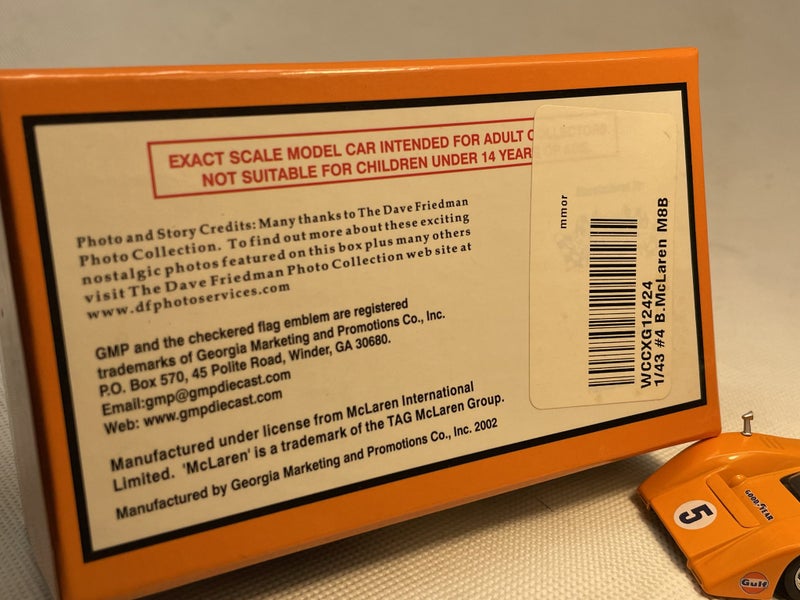 EXACT SCALE MODEL CAR INTENDED FOR ADULT COLLECTORS.
NOT SUITABLE FOR CHILDREN UNDER 14 YEARS OF AGE.
Photo and Story Credits: Many thanks to The Dave Friedman
Photo Collection. To find out more about these exciting
nostalgic photos featured on this box plus many others
visit The Dave Friedman Photo Collection web site at
www.dfphotoservices.com
GMP and the checkered flag emblem are registered
trademarks of Georgia Marketing and Promotions Co., Inc.
P.O. Box 570, 45 Polite Road, Winder, GA 30680.
Email:gmp@gmpdiecast.com
Web: www.gmpdiecast.com
Manufactured under license from McLaren International
Limited. 'McLaren' is a trademark of the TAG McLaren Group.
Manufactured by Georgia Marketing and Promotions Co., Inc. 2002
mmor
WCCXG12424
1/43 #4 B.McLaren M8B
5
GOOD YEAR
Gulf